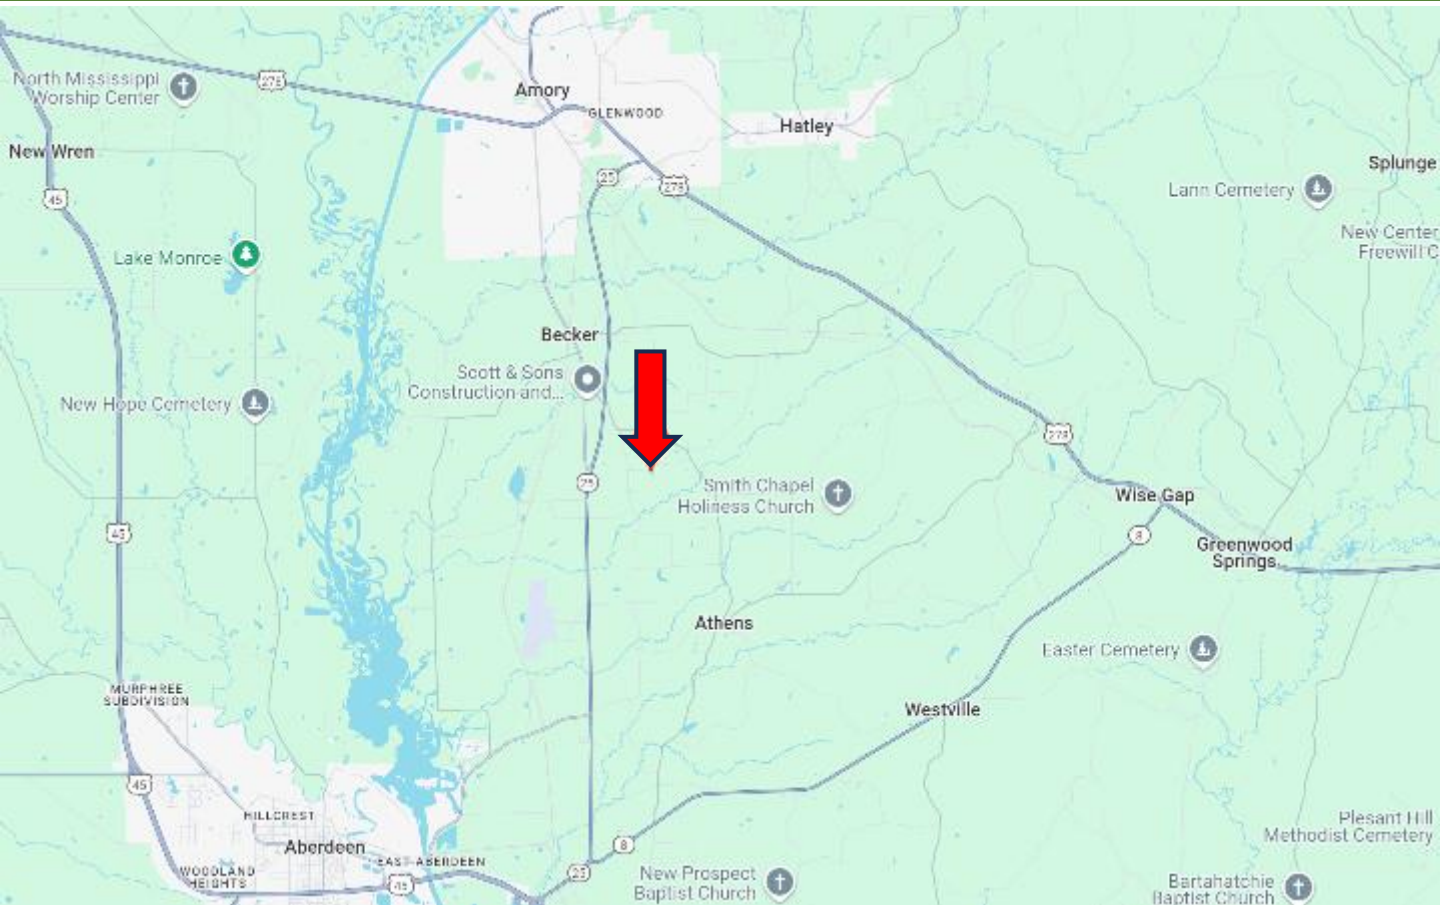 North Mississippi
Worship Center
278
Amory
GLENWOOD
Hatley
New Wren
45
25
278
Splunge
Lann Cemetery
New Center
Freewill C
Lake Monroe
Becker
Scott & Sons
Construction and...
New Hope Cemetery
278
25
Smith Chapel
Holiness Church
Wise Gap
45
8
Greenwood
Springs
Athens
Easter Cemetery
MURPHREE
SUBDIVISION
Westville
45
HILLCREST
Aberdeen
EAST ABERDEEN
WOODLAND
HEIGHTS
45
25
8
New Prospect
Baptist Church
Plesant Hill
Methodist Cemetery
Bartahatchie
Baptist Church